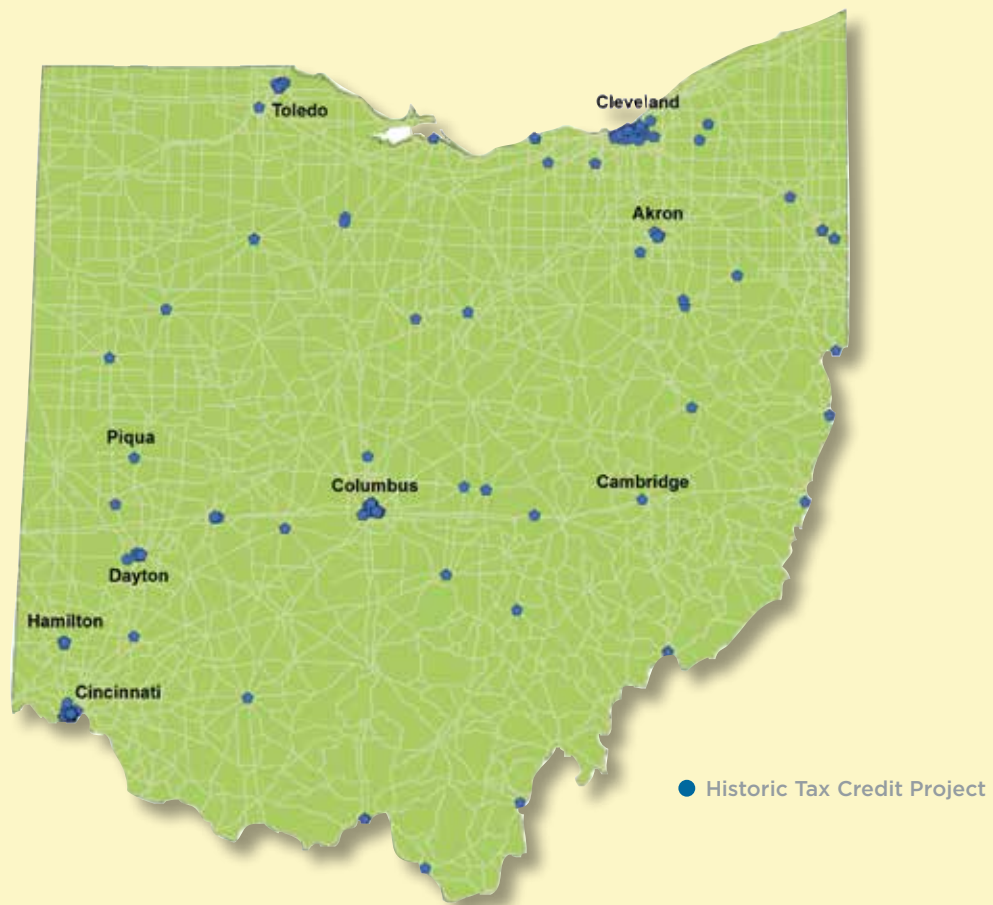 Toledo
Cleveland
Akron
Piqua
Columbus
Cambridge
Dayton
Hamilton
Cincinnati
Historic Tax Credit Project